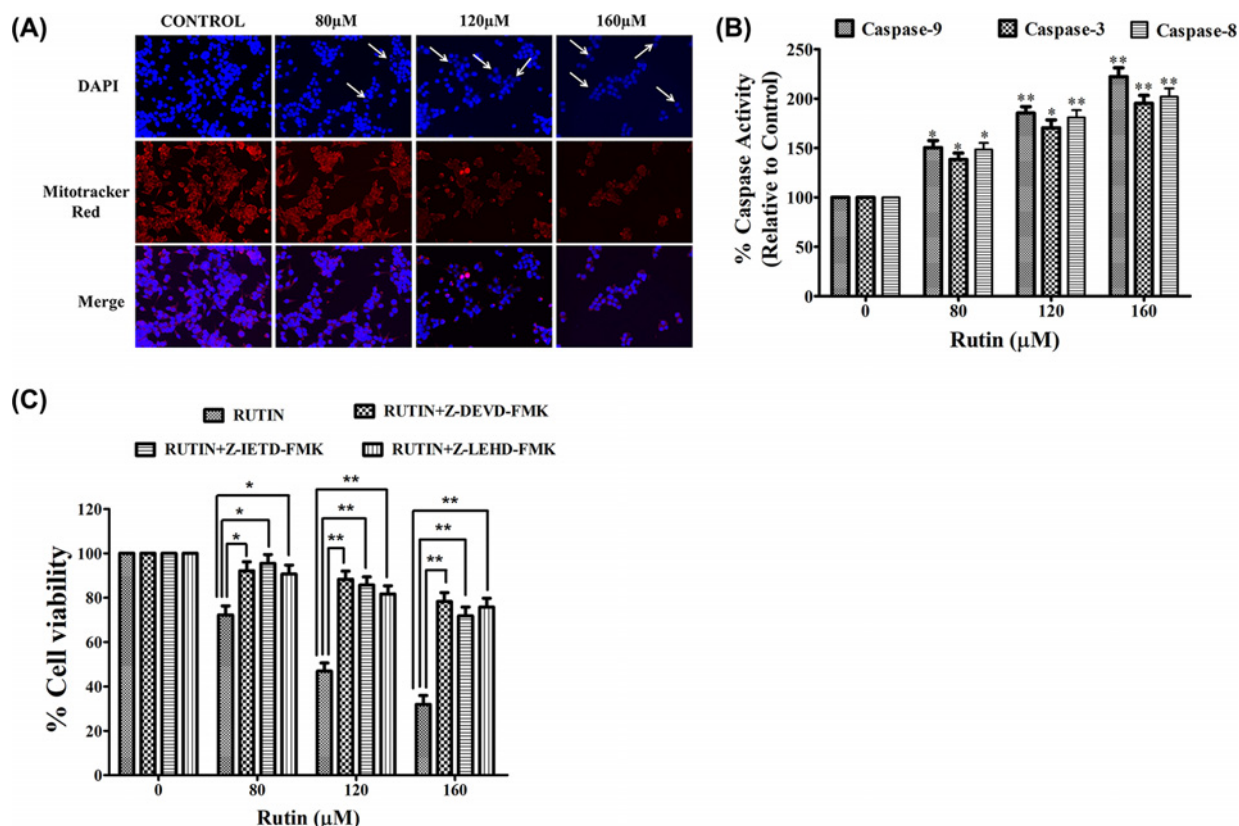 (A)
CONTROL 80µM 120µM 160µM
DAPI
Mitotracker
Red
Merge
(B)
Caspase-9 Caspase-3 Caspase-8
% Caspase Activity
(Relative to Control)
250
200
150
100
50
0
* * *
** * **
** ** **
0 80 120 160
Rutin (µM)
(C)
RUTIN RUTIN+Z-DEVD-FMK
RUTIN+Z-IETD-FMK RUTIN+Z-LEHD-FMK
% Cell viability
120
100
80
60
40
20
0
* ** **
* ** **
* ** **
0 80 120 160
Rutin (µM)